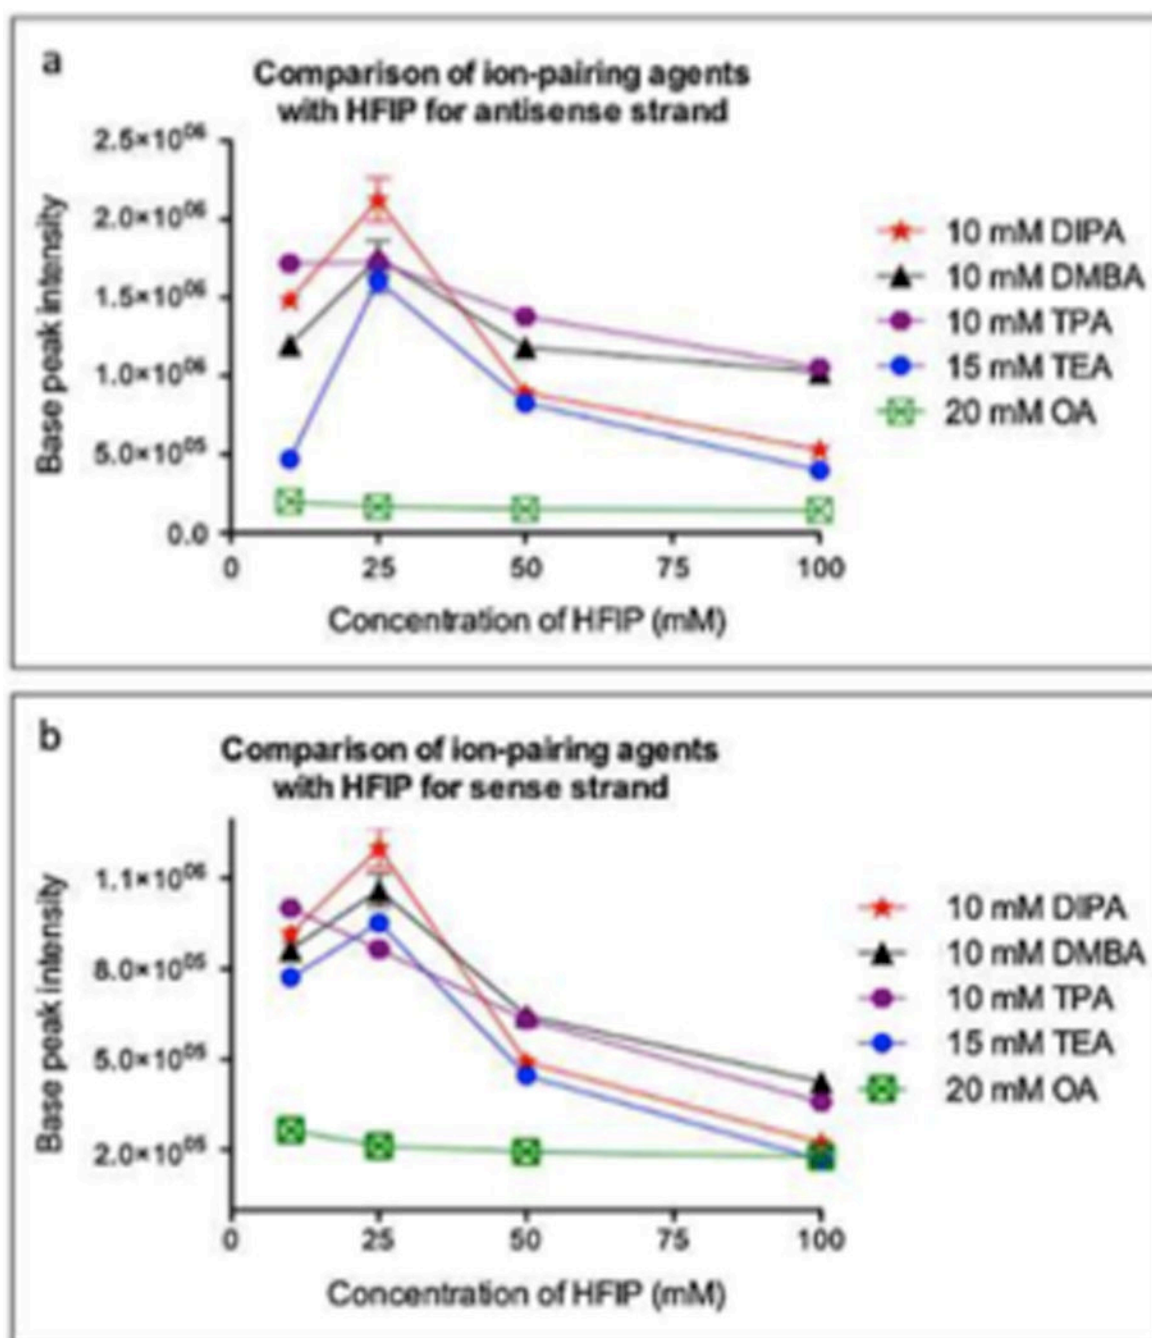 a
Comparison of ion-pairing agents
with HFIP for antisense strand
2.5×10⁰⁶
2.0×10⁰⁶
1.5×10⁰⁶
1.0×10⁰⁶
5.0×10⁰⁵
0.0
Base peak intensity
0 25 50 75 100
Concentration of HFIP (mM)
10 mM DIPA
10 mM DMBA
10 mM TPA
15 mM TEA
20 mM OA
b
Comparison of ion-pairing agents
with HFIP for sense strand
1.1×10⁰⁶
8.0×10⁰⁵
5.0×10⁰⁵
2.0×10⁰⁵
Base peak intensity
0 25 50 75 100
Concentration of HFIP (mM)
10 mM DIPA
10 mM DMBA
10 mM TPA
15 mM TEA
20 mM OA